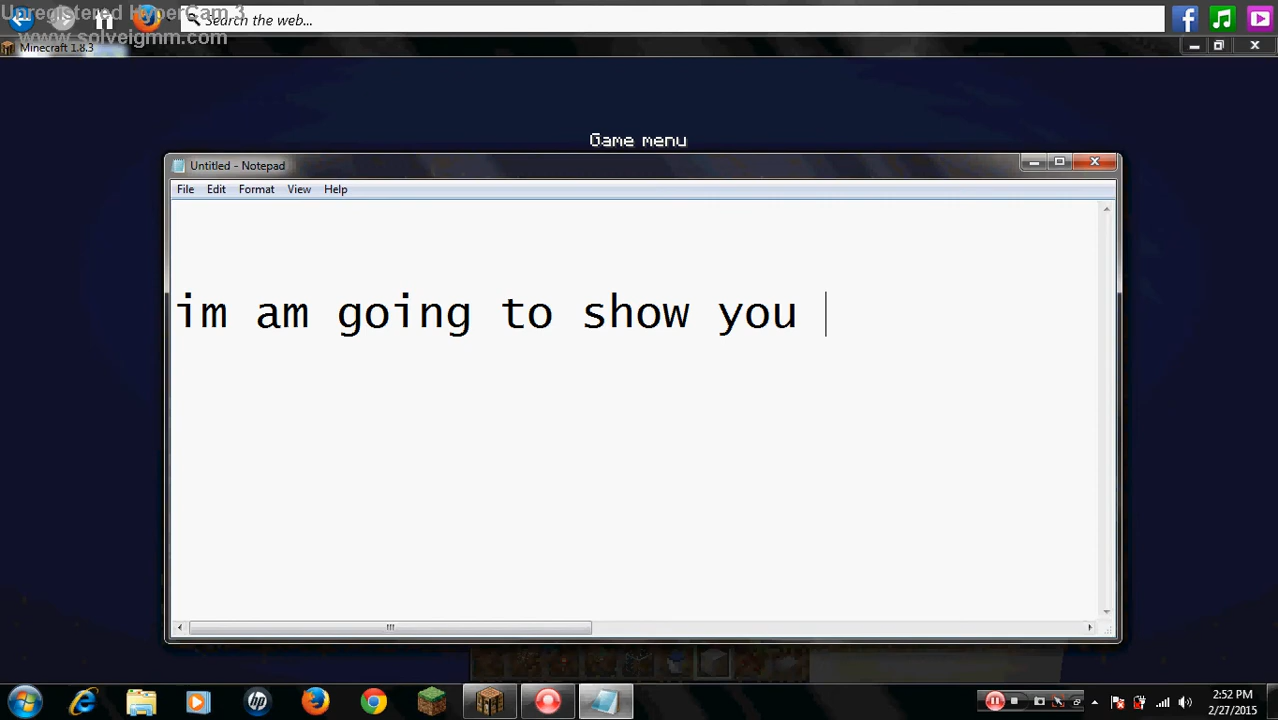 Unregistered HyperCam 3
Search the web...
www.solveigmm.com
Minecraft 1.8.3
Game menu
Untitled - Notepad
File Edit Format View Help
im am going to show you
2:52 PM
2/27/2015